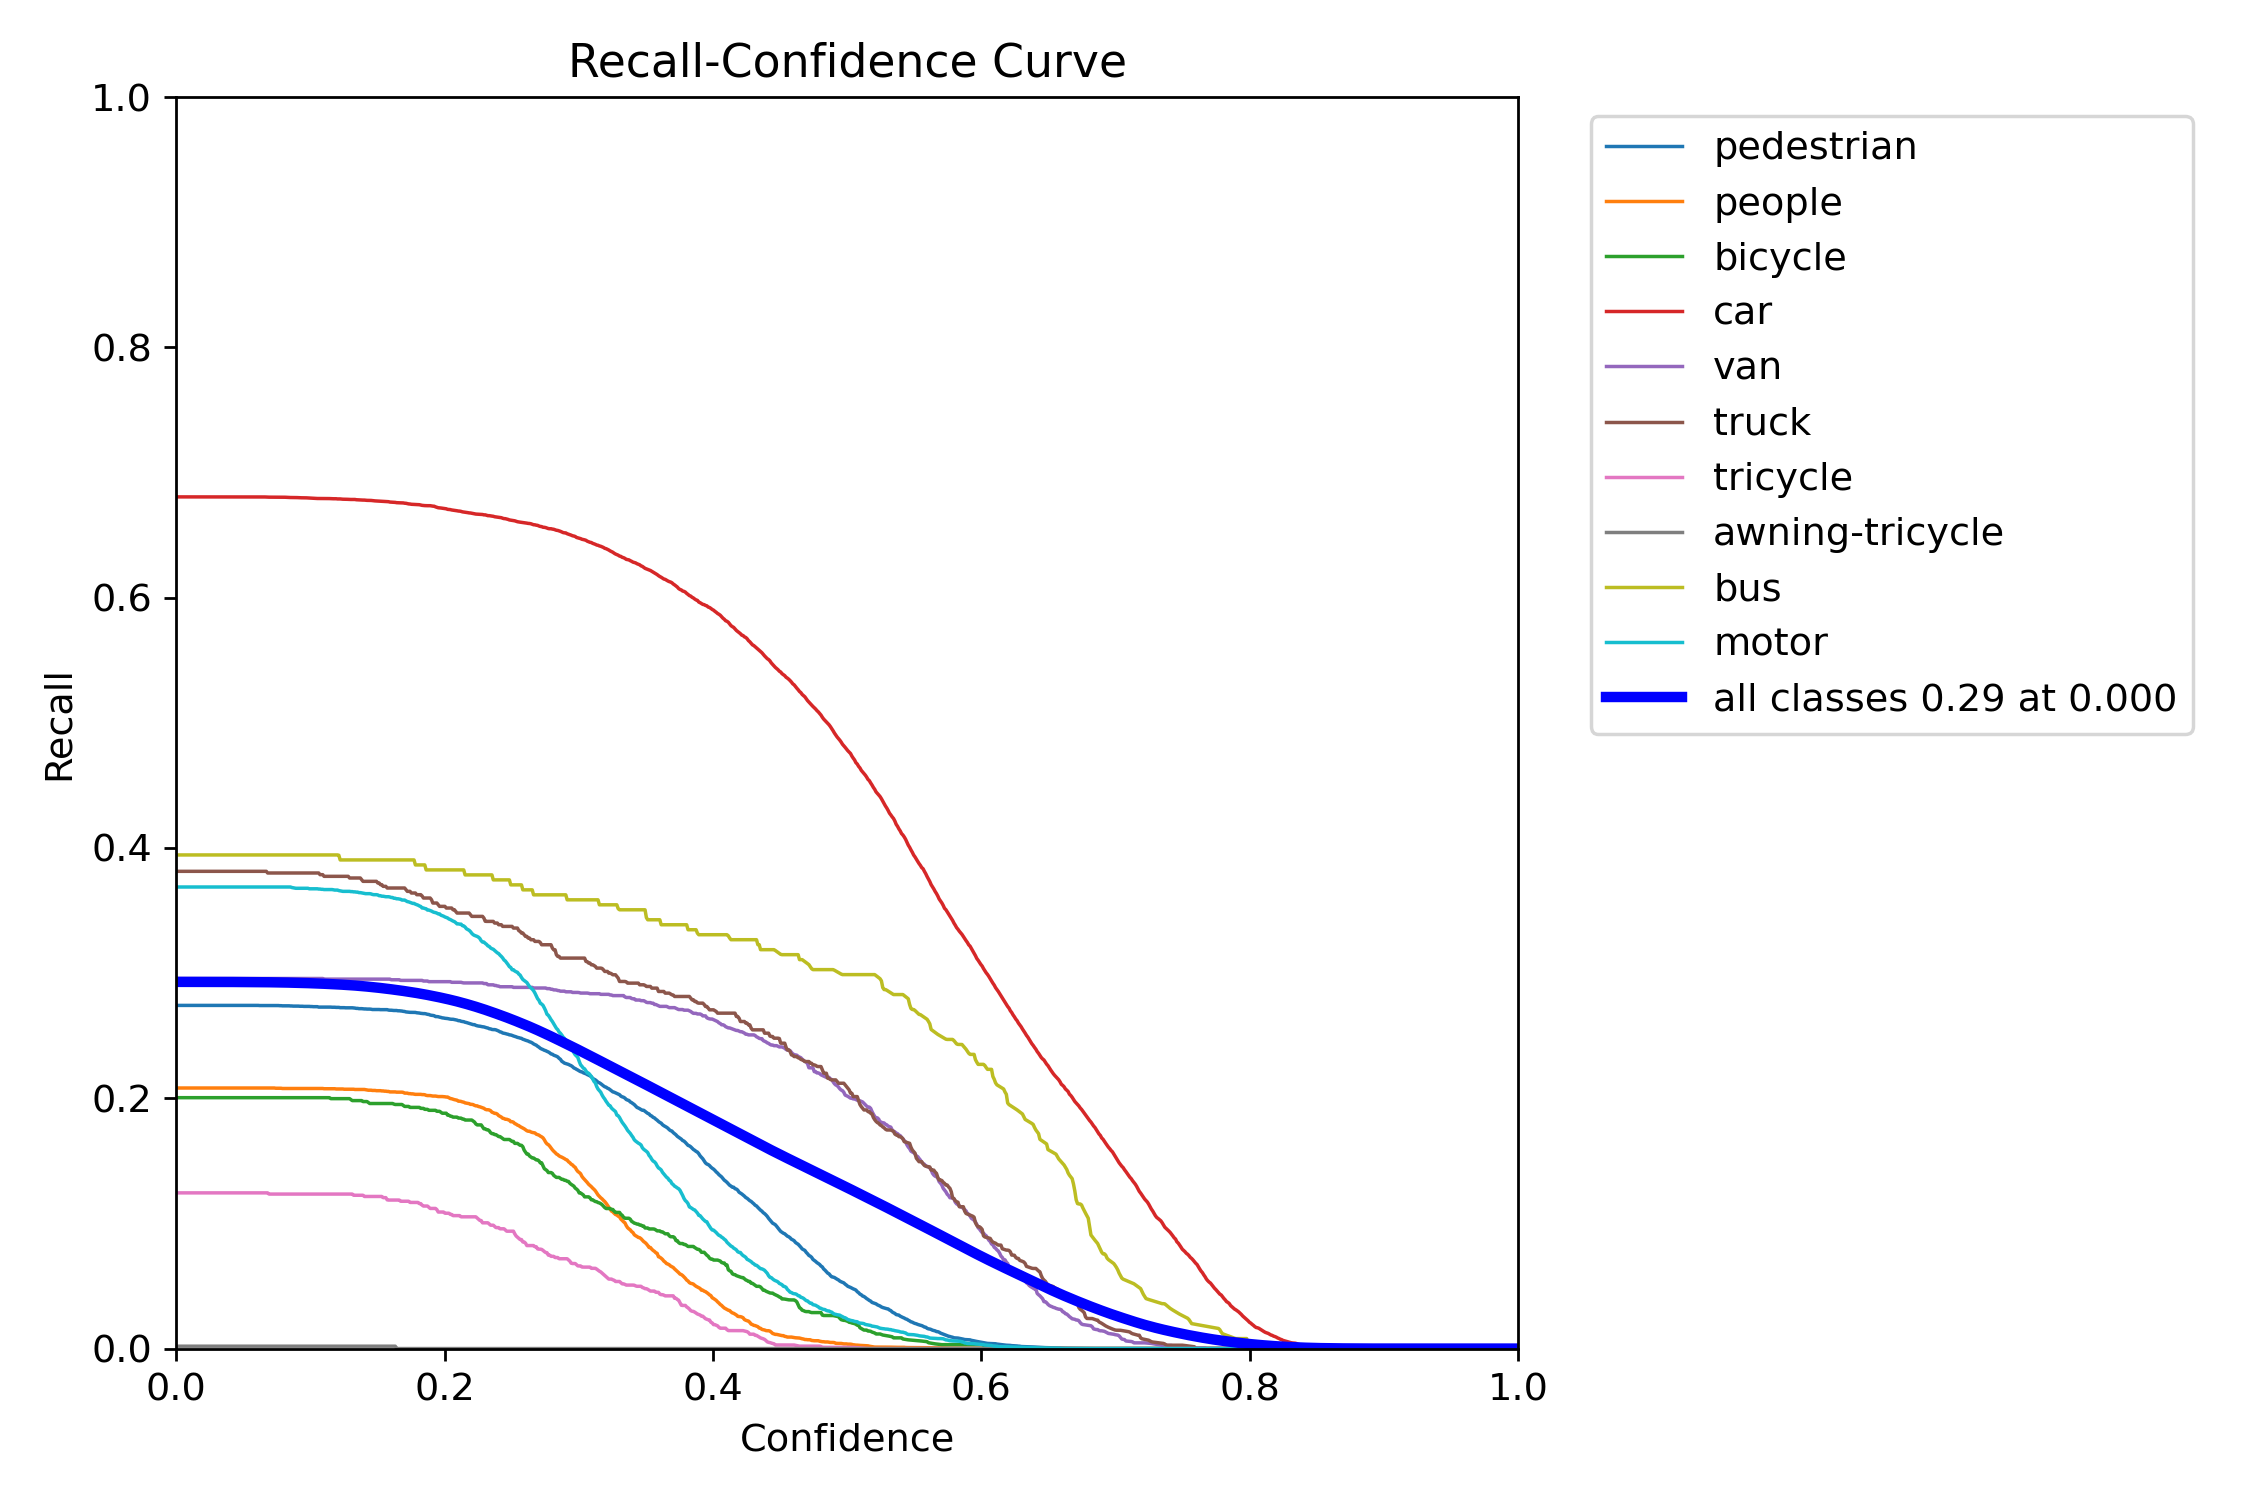 Recall-Confidence Curve
1.0
0.8
0.6
0.4
0.2
0.0
Recall
0.0 0.2 0.4 0.6 0.8 1.0
Confidence
pedestrian
people
bicycle
car
van
truck
tricycle
awning-tricycle
bus
motor
all classes 0.29 at 0.000